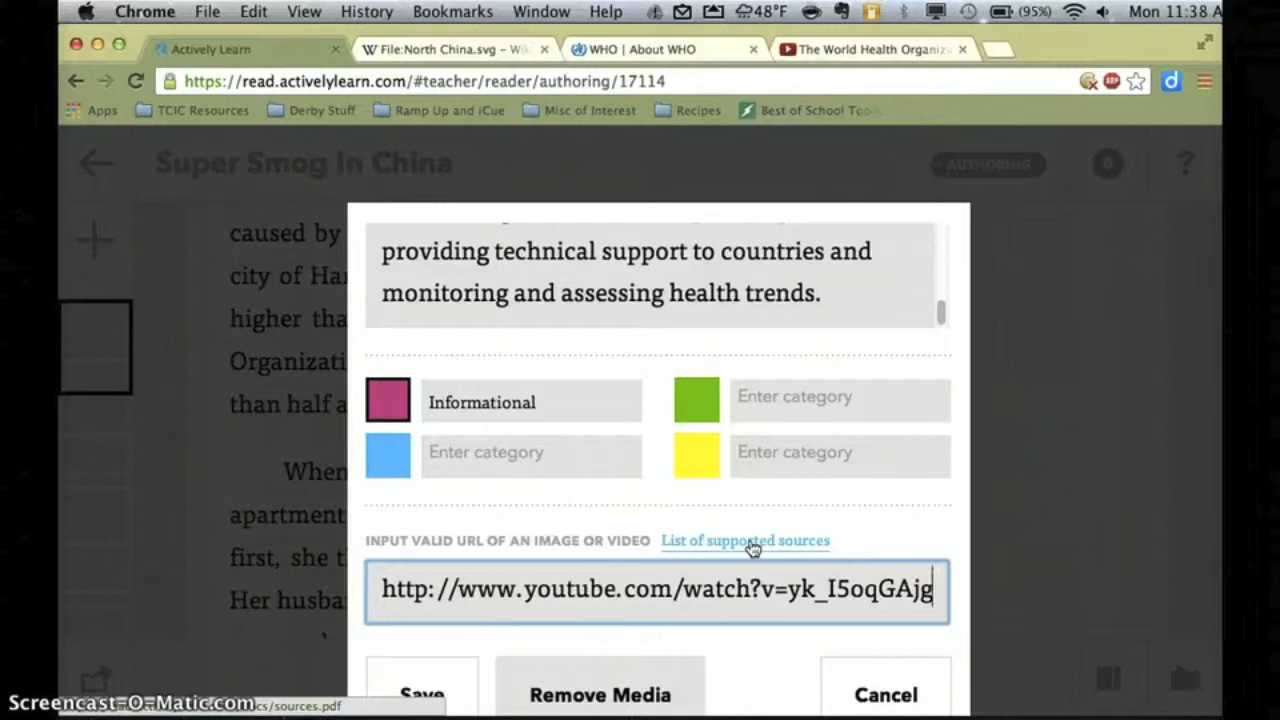 Chrome File Edit View History Bookmarks Window Help 48°F (95%) Mon 11:38 A
Actively Learn × File:North China.svg – Wik × WHO | About WHO × The World Health Organiz ×
https://read.activelylearn.com/#teacher/reader/authoring/17114
Apps TCIC Resources Derby Stuff Ramp Up and iCue Misc of Interest Recipes Best of School Tool
Super Smog In China AUTHORING 0 ?
caused by
city of Har
higher tha
Organizati
than half a
When
apartment
first, she t
Her husba
providing technical support to countries and
monitoring and assessing health trends.
Informational Enter category
Enter category Enter category
INPUT VALID URL OF AN IMAGE OR VIDEO List of supported sources
http://www.youtube.com/watch?v=yk_I5oqGAjg
Save Remove Media Cancel
Screencast-O-Matic.com cs/sources.pdf